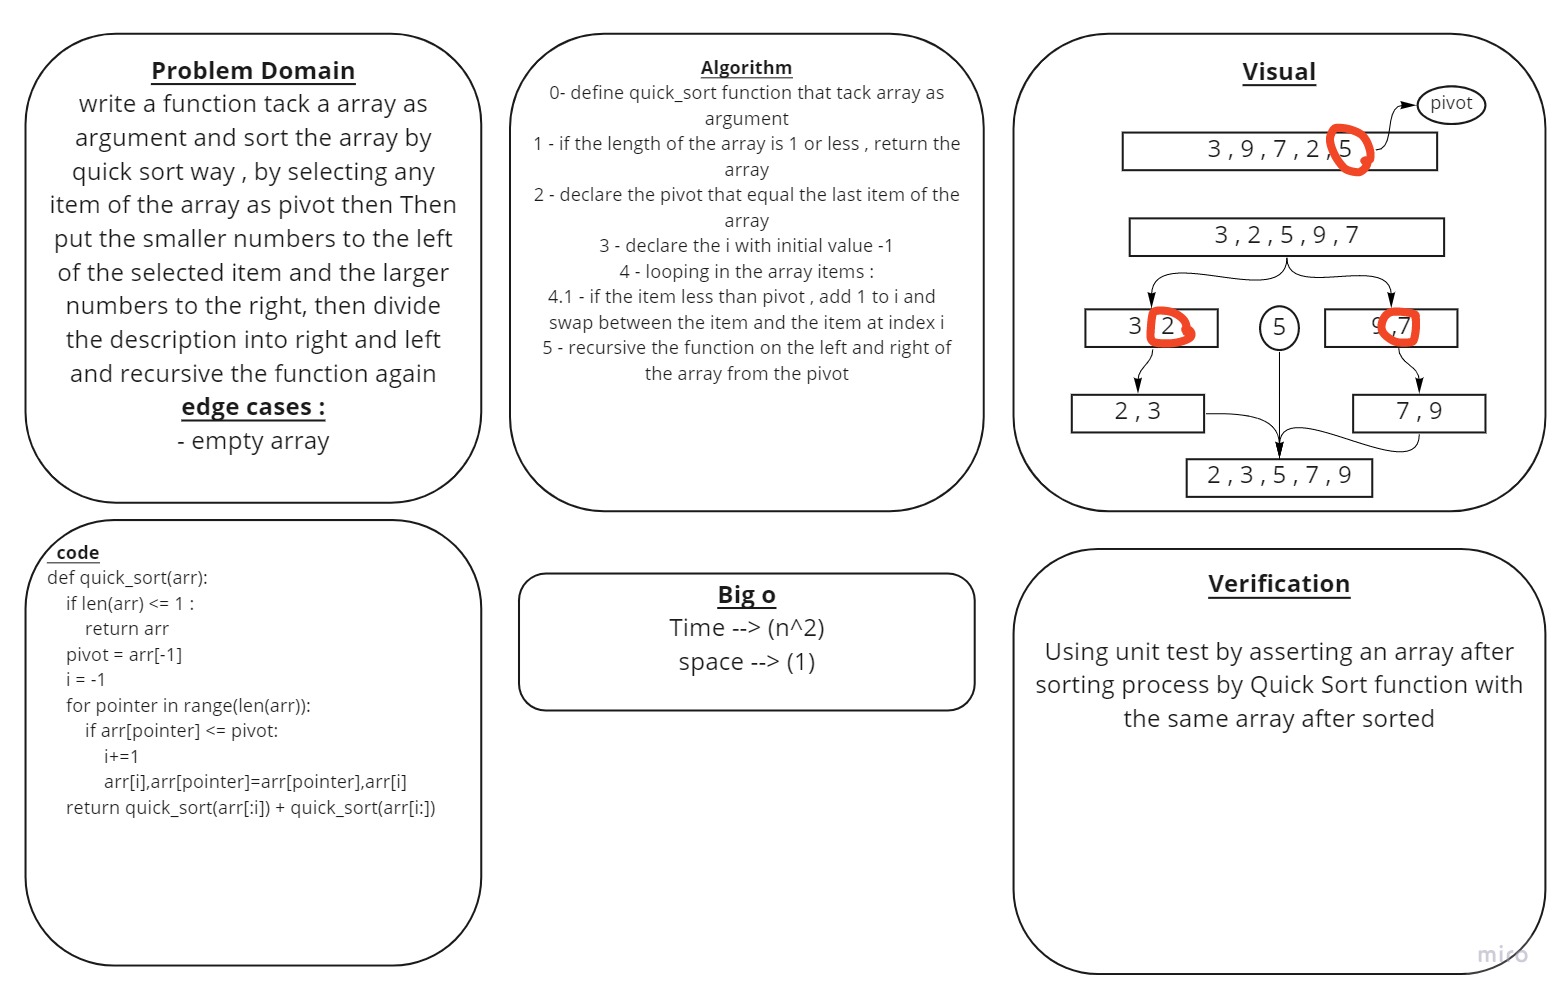 Problem Domain
write a function tack a array as
argument and sort the array by
quick sort way , by selecting any
item of the array as pivot then Then
put the smaller numbers to the left
of the selected item and the larger
numbers to the right, then divide
the description into right and left
and recursive the function again
edge cases :
- empty array
Algorithm
0- define quick_sort function that tack array as
argument
1 - if the length of the array is 1 or less , return the
array
2 - declare the pivot that equal the last item of the
array
3 - declare the i with initial value -1
4 - looping in the array items :
4.1 - if the item less than pivot , add 1 to i and
swap between the item and the item at index i
5 - recursive the function on the left and right of
the array from the pivot
Visual
pivot
3 , 9 , 7 , 2 , 5
3 , 2 , 5 , 9 , 7
3 2
5
9 , 7
2 , 3
7 , 9
2 , 3 , 5 , 7 , 9
code
def quick_sort(arr):
if len(arr) <= 1 :
return arr
pivot = arr[-1]
i = -1
for pointer in range(len(arr)):
if arr[pointer] <= pivot:
i+=1
arr[i],arr[pointer]=arr[pointer],arr[i]
return quick_sort(arr[:i]) + quick_sort(arr[i:])
Big o
Time --> (n^2)
space --> (1)
Verification
Using unit test by asserting an array after
sorting process by Quick Sort function with
the same array after sorted
miro